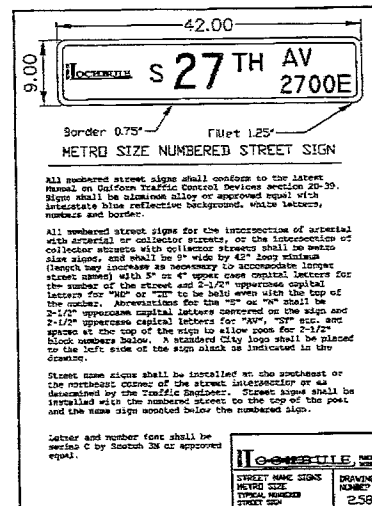 42.00
9.00
LOCHBUIE S 27TH AV
2700E
Border 0.75" Fillet 1.25"
METRO SIZE NUMBERED STREET SIGN
All numbered street signs shall conform to the latest
Manual on Uniform Traffic Control Devices section 2D-39.
Signs shall be aluminum alloy or approved equal with
interstate blue reflective background, white letters,
numbers and border.
All numbered street signs for the intersection of arterial
with arterial or collector streets, or the intersection of
collector streets with collector streets shall be metro
size signs, and shall be 9" wide by 42" long minimum
(length may increase as necessary to accommodate longer
street names) with 5" or 4" upper case capital letters for
the number of the street and 2-1/2" uppercase capital
letters for "ND" or "TH" to be held even with the top of
the number. Abreviations for the "S" or "N" shall be
2-1/2" uppercase capital letters centered on the sign and
2-1/2" uppercase capital letters for "AV", "ST" etc. and
spaced at the top of the sign to allow room for 2-1/2"
block numbers below. A standard City logo shall be placed
to the left side of the sign blank as indicated in the
drawing.
Street name signs shall be installed at the southeast or
the northeast corner of the street intersection or as
determined by the Traffic Engineer. Street signs shall be
installed with the numbered street to the top of the post
and the name sign mounted below the numbered sign.
Letter and number font shall be
series C by Scotch 3M or approved
equal.
LOCHBUIE
STREET NAME SIGNS
METRO SIZE
TYPICAL NUMBERED
STREET SIGN
DRAWING
NUMBER
258